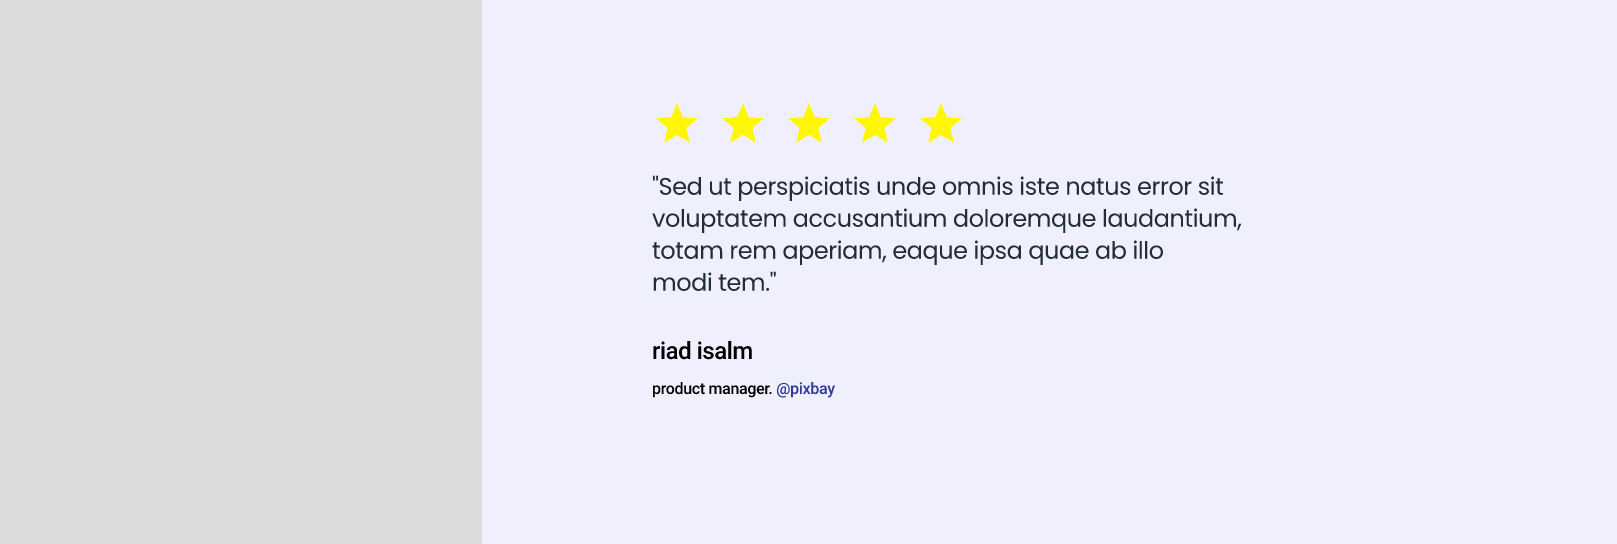 "Sed ut perspiciatis unde omnis iste natus error sit
voluptatem accusantium doloremque laudantium,
totam rem aperiam, eaque ipsa quae ab illo
modi tem."
riad isalm
product manager. @pixbay